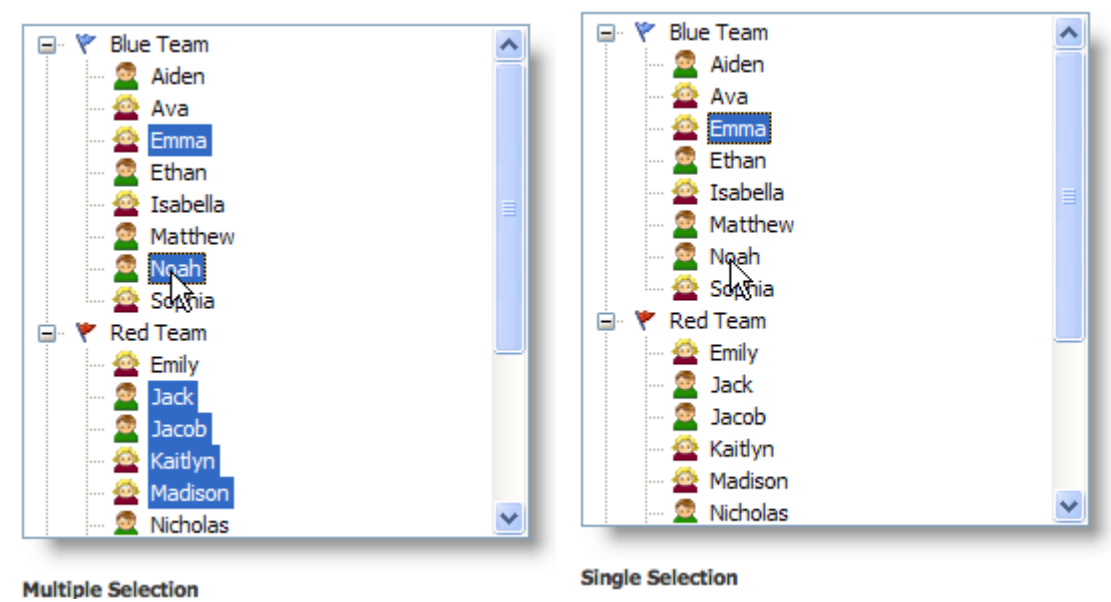 Blue Team
Aiden
Ava
Emma
Ethan
Isabella
Matthew
Noah
Sophia
Red Team
Emily
Jack
Jacob
Kaitlyn
Madison
Nicholas
Multiple Selection
Blue Team
Aiden
Ava
Emma
Ethan
Isabella
Matthew
Noah
Sophia
Red Team
Emily
Jack
Jacob
Kaitlyn
Madison
Nicholas
Single Selection